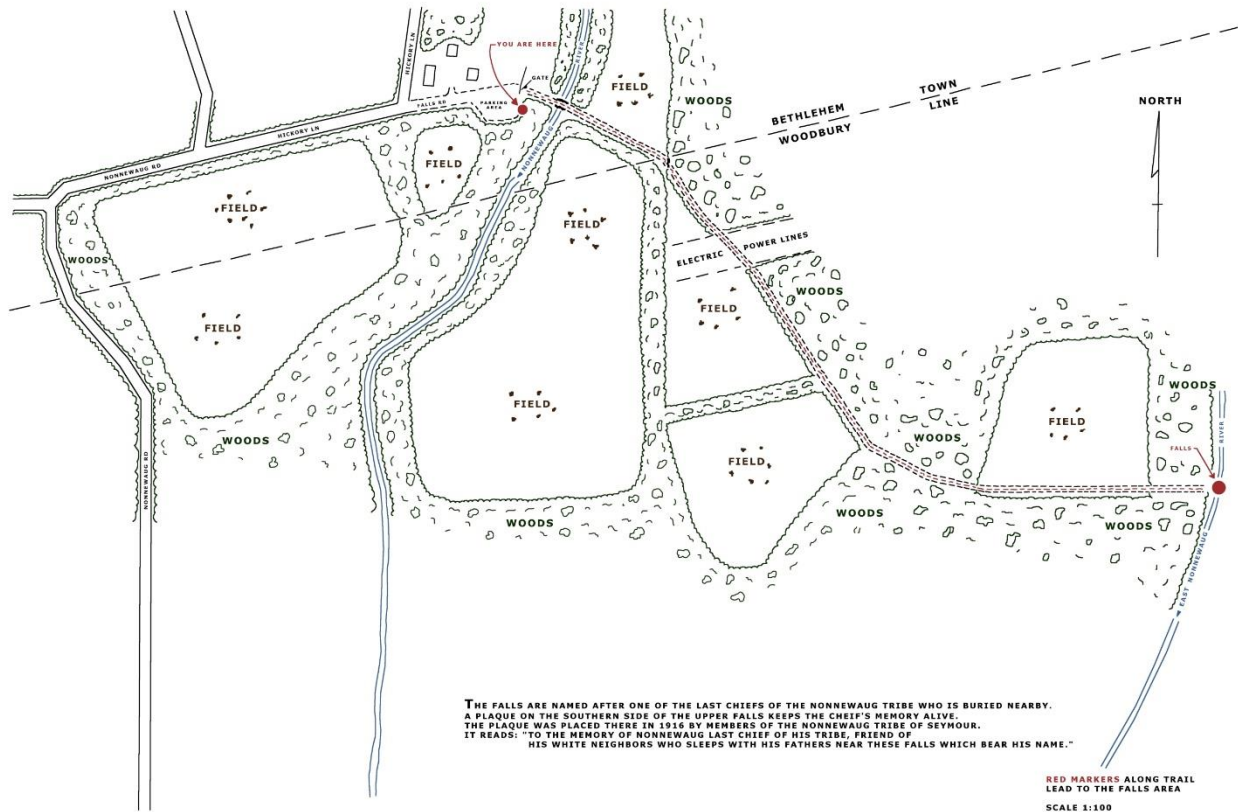 YOU ARE HERE
HICKORY LN
RIVER
GATE
FIELD
WOODS
BETHLEHEM TOWN
WOODBURY LINE
NORTH
FALLS RD
PARKING
AREA
HICKORY LN
NONNEWAUG RD
FIELD
NONNEWAUG
FIELD
FIELD
WOODS
ELECTRIC POWER LINES
WOODS
FIELD
FIELD
FIELD
WOODS
FIELD
WOODS
FIELD
WOODS
FALLS
RIVER
FIELD
NONNEWAUG RD
WOODS
WOODS
WOODS
EAST NONNEWAUG
THE FALLS ARE NAMED AFTER ONE OF THE LAST CHIEFS OF THE NONNEWAUG TRIBE WHO IS BURIED NEARBY.
A PLAQUE ON THE SOUTHERN SIDE OF THE UPPER FALLS KEEPS THE CHEIF'S MEMORY ALIVE.
THE PLAQUE WAS PLACED THERE IN 1916 BY MEMBERS OF THE NONNEWAUG TRIBE OF SEYMOUR.
IT READS: "TO THE MEMORY OF NONNEWAUG LAST CHIEF OF HIS TRIBE, FRIEND OF
HIS WHITE NEIGHBORS WHO SLEEPS WITH HIS FATHERS NEAR THESE FALLS WHICH BEAR HIS NAME."
RED MARKERS ALONG TRAIL
LEAD TO THE FALLS AREA
SCALE 1:100